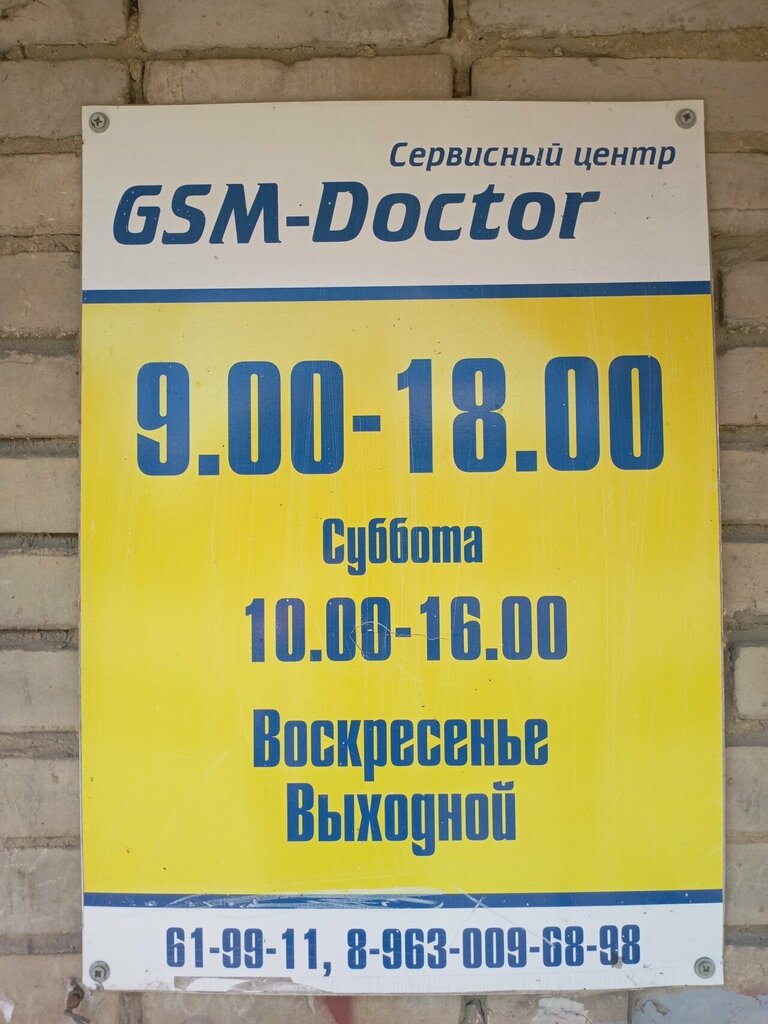 Сервисный центр
GSM-Doctor
9.00-18.00
Суббота
10.00-16.00
Воскресенье
Выходной
61-99-11, 8-963-009-68-98